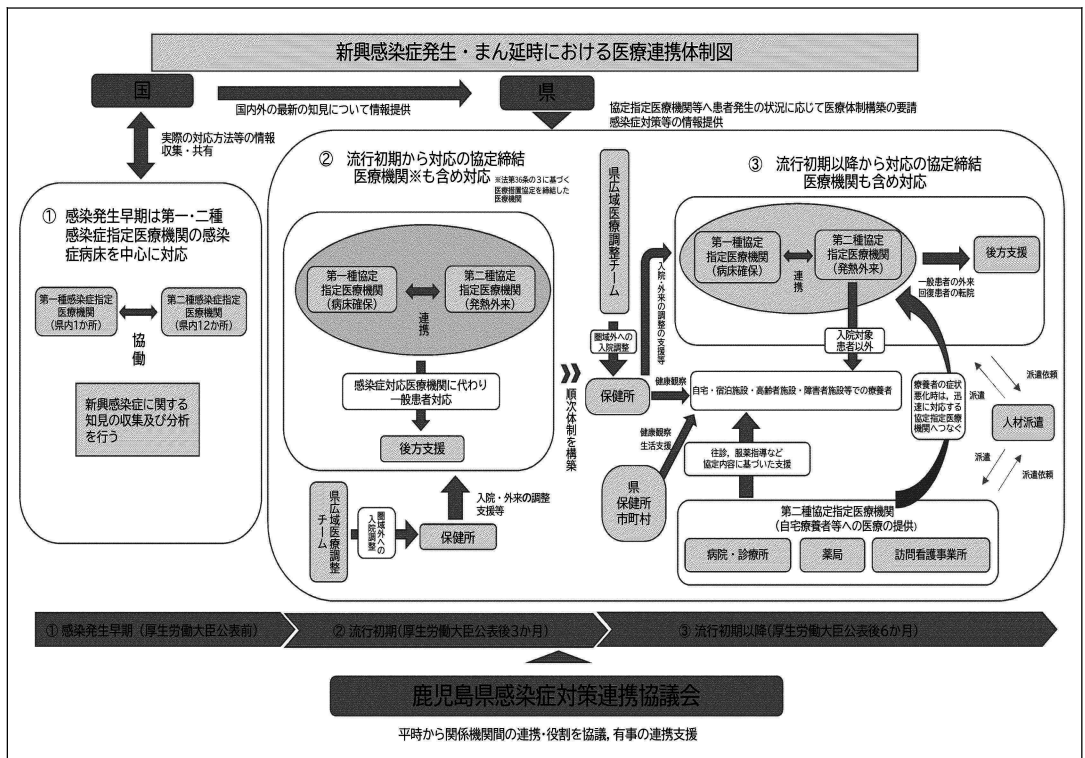 新興感染症発生・まん延時における医療連携体制図
国
国内外の最新の知見について情報提供
県
協定指定医療機関等へ患者発生の状況に応じて医療体制構築の要請
感染症対策等の情報提供
実際の対応方法等の情報
収集・共有
① 感染発生早期は第一・二種
感染症指定医療機関の感染
症病床を中心に対応
第一種感染症指定
医療機関
(県内1か所)
第二種感染症指定
医療機関
(県内12か所)
協
働
新興感染症に関する
知見の収集及び分析
を行う
② 流行初期から対応の協定締結
医療機関※も含め対応
※法第36条の3に基づく
医療措置協定を締結した
医療機関
第一種協定
指定医療機関
(病床確保)
第二種協定
指定医療機関
(発熱外来)
連携
感染症対応医療機関に代わり
一般患者対応
後方支援
入院・外来の調整
支援等
県広域医療調整
チーム
圏域外への
入院調整
保健所
順次体制を構築
県広域医療調整チーム
圏域外への
入院調整
保健所
入院・外来の調整の支援等
③ 流行初期以降から対応の協定締結
医療機関も含め対応
第一種協定
指定医療機関
(病床確保)
第二種協定
指定医療機関
(発熱外来)
連携
後方支援
一般患者の外来
回復患者の転院
入院対象
患者以外
健康観察
自宅・宿泊施設・高齢者施設・障害者施設等での療養者
健康観察
生活支援
県
保健所
市町村
往診，服薬指導など
協定内容に基づいた支援
療養者の症状
悪化時は，迅
速に対応する
協定指定医療
機関へつなぐ
派遣依頼
派遣
人材派遣
派遣
派遣依頼
第二種協定指定医療機関
(自宅療養者等への医療の提供)
病院・診療所
薬局
訪問看護事業所
① 感染発生早期（厚生労働大臣公表前）
② 流行初期(厚生労働大臣公表後3か月)
③ 流行初期以降(厚生労働大臣公表後6か月)
鹿児島県感染症対策連携協議会
平時から関係機関間の連携・役割を協議，有事の連携支援